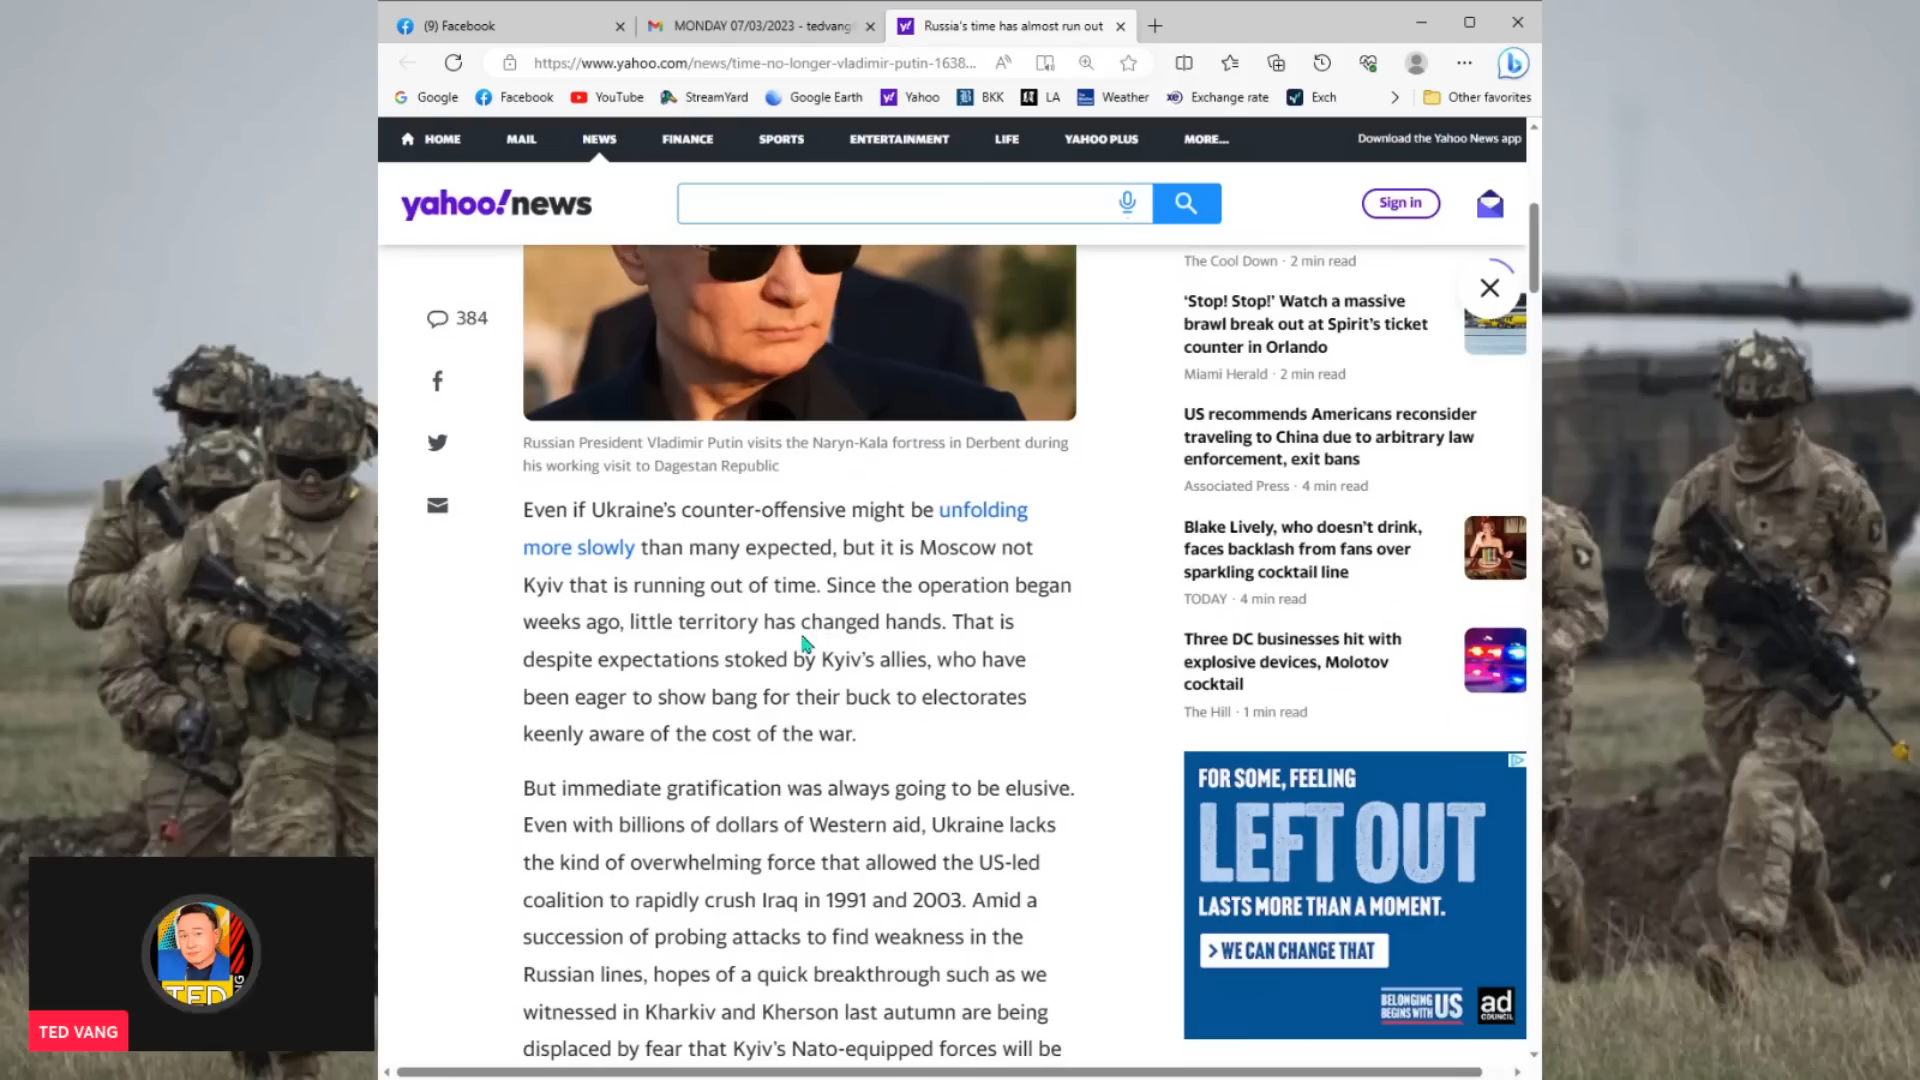 (9) Facebook
MONDAY 07/03/2023 - tedvang
Russia's time has almost run out
https://www.yahoo.com/news/time-no-longer-vladimir-putin-1638...
Google
Facebook
YouTube
StreamYard
Google Earth
Yahoo
BKK
LA
Weather
Exchange rate
Exch
Other favorites
HOME
MAIL
NEWS
FINANCE
SPORTS
ENTERTAINMENT
LIFE
YAHOO PLUS
MORE...
Download the Yahoo News app
yahoo!news
Sign in
384
Russian President Vladimir Putin visits the Naryn-Kala fortress in Derbent during
his working visit to Dagestan Republic
Even if Ukraine's counter-offensive might be unfolding
more slowly than many expected, but it is Moscow not
Kyiv that is running out of time. Since the operation began
weeks ago, little territory has changed hands. That is
despite expectations stoked by Kyiv's allies, who have
been eager to show bang for their buck to electorates
keenly aware of the cost of the war.
But immediate gratification was always going to be elusive.
Even with billions of dollars of Western aid, Ukraine lacks
the kind of overwhelming force that allowed the US-led
coalition to rapidly crush Iraq in 1991 and 2003. Amid a
succession of probing attacks to find weakness in the
Russian lines, hopes of a quick breakthrough such as we
witnessed in Kharkiv and Kherson last autumn are being
displaced by fear that Kyiv's Nato-equipped forces will be
The Cool Down · 2 min read
'Stop! Stop!' Watch a massive
brawl break out at Spirit's ticket
counter in Orlando
Miami Herald · 2 min read
US recommends Americans reconsider
traveling to China due to arbitrary law
enforcement, exit bans
Associated Press · 4 min read
Blake Lively, who doesn't drink,
faces backlash from fans over
sparkling cocktail line
TODAY · 4 min read
Three DC businesses hit with
explosive devices, Molotov
cocktail
The Hill · 1 min read
FOR SOME, FEELING
LEFT OUT
LASTS MORE THAN A MOMENT.
> WE CAN CHANGE THAT
BELONGING
BEGINS WITH US
ad
COUNCIL
TED
TED VANG